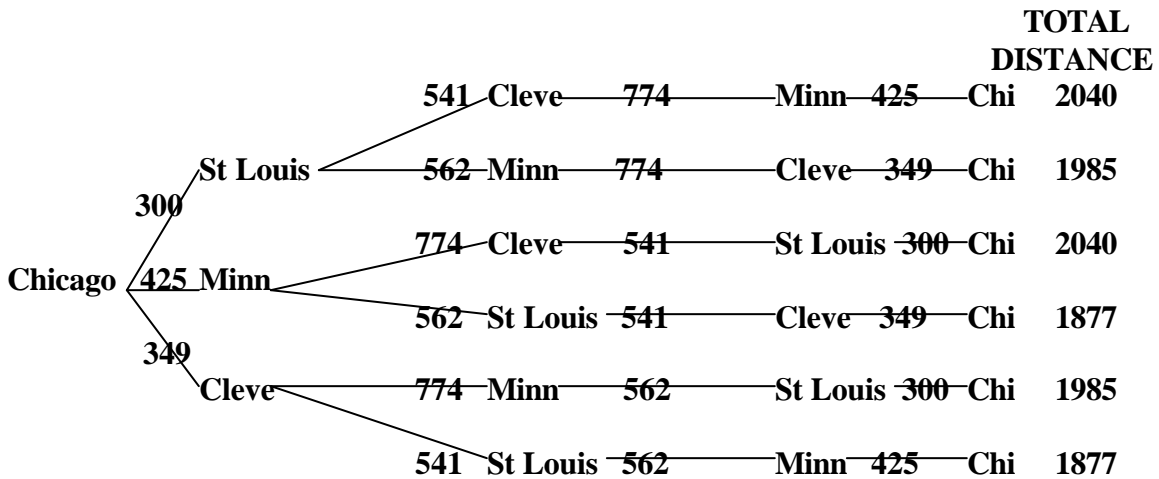 TOTAL
DISTANCE
541 Cleve 774 Minn 425 Chi 2040
St Louis 562 Minn 774 Cleve 349 Chi 1985
300
774 Cleve 541 St Louis 300 Chi 2040
Chicago 425 Minn
562 St Louis 541 Cleve 349 Chi 1877
349
Cleve 774 Minn 562 St Louis 300 Chi 1985
541 St Louis 562 Minn 425 Chi 1877